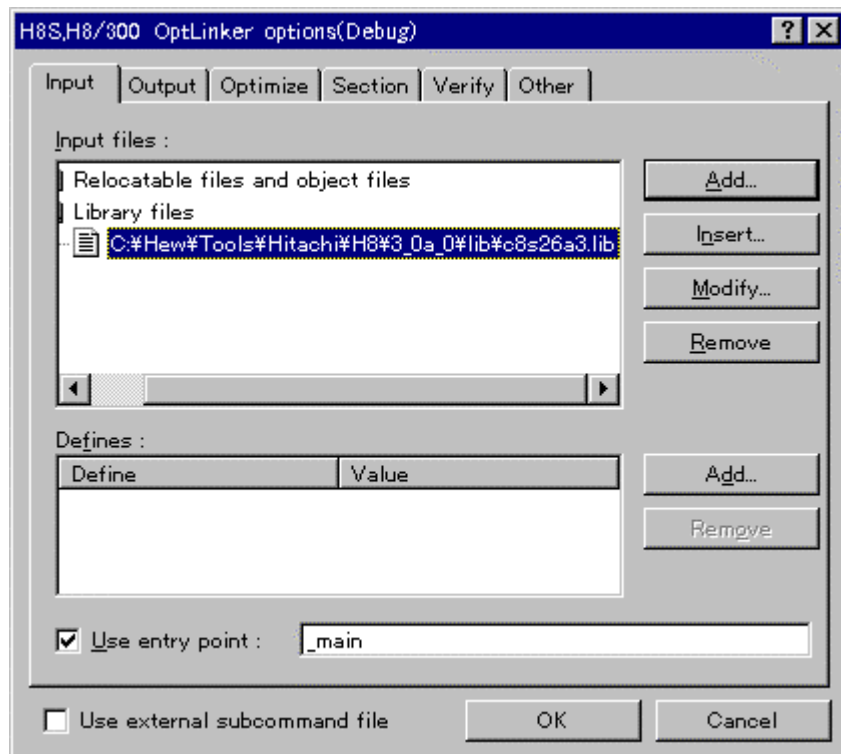 H8S,H8/300 OptLinker options(Debug)
Input Output Optimize Section Verify Other
Input files :
Relocatable files and object files
Add...
Library files
C:¥Hew¥Tools¥Hitachi¥H8¥3_0a_0¥lib¥c8s26a3.lib
Insert...
Modify...
Remove
Defines :
Define Value
Add...
Remove
Use entry point : _main
Use external subcommand file
OK
Cancel